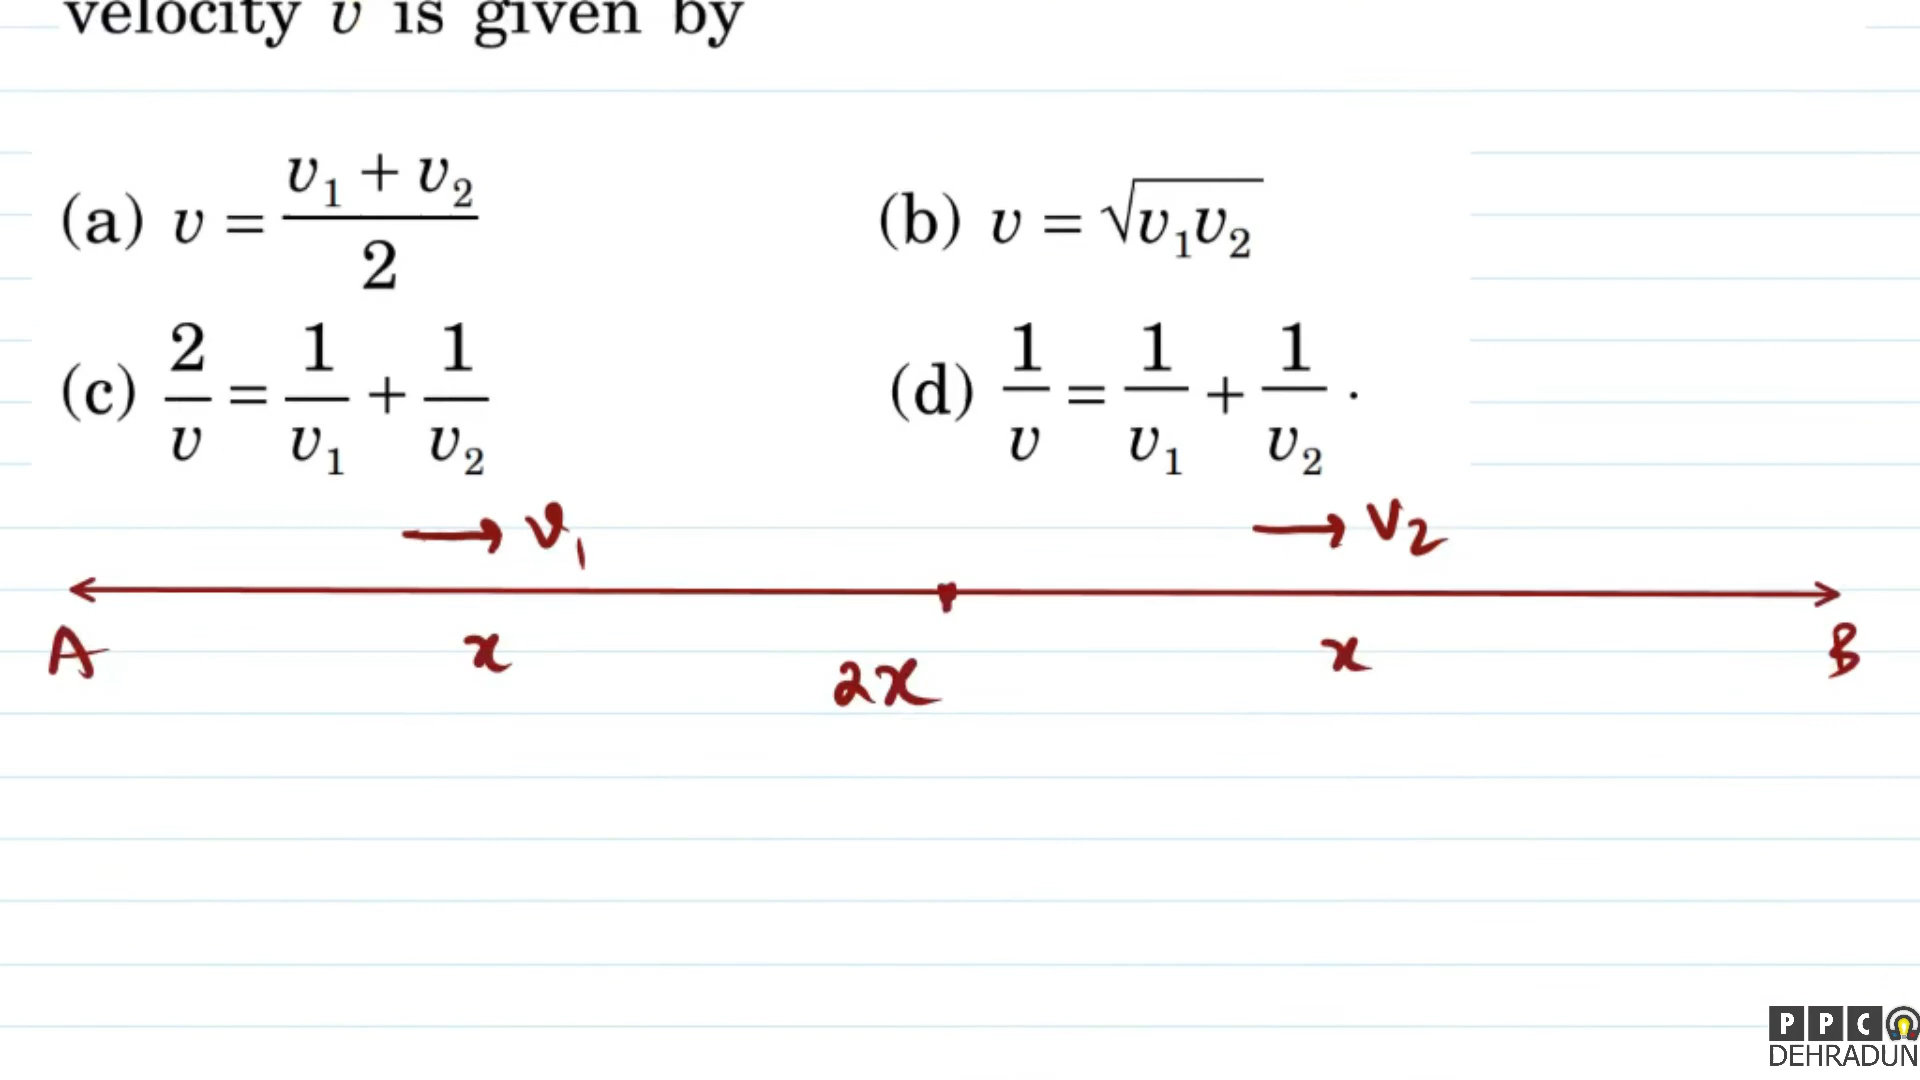 velocity v is given by
(a) v = (v₁ + v₂)/2 (b) v = √(v₁v₂)
(c) 2/v = 1/v₁ + 1/v₂ (d) 1/v = 1/v₁ + 1/v₂ .
→ v₁ → v₂
A x 2x x B
PPC
DEHRADUN